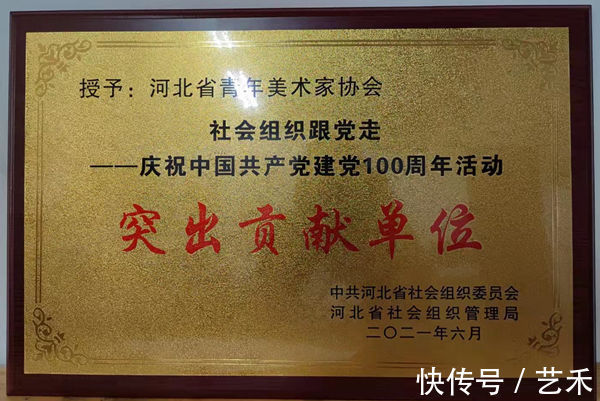 授予：河北省青年美术家协会
社会组织跟党走
——庆祝中国共产党建党100周年活动
突出贡献单位
中共河北省社会组织委员会
河北省社会组织管理局
二〇二一年六月
快传号 / 艺禾